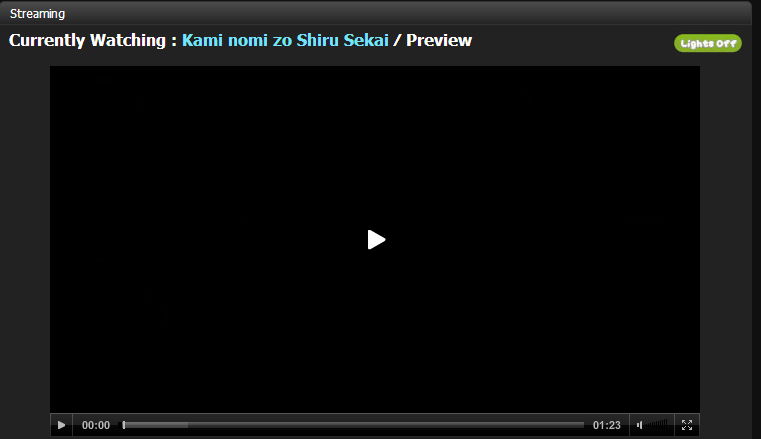 Streaming
Currently Watching : Kami nomi zo Shiru Sekai / Preview
Lights Off
00:00
01:23